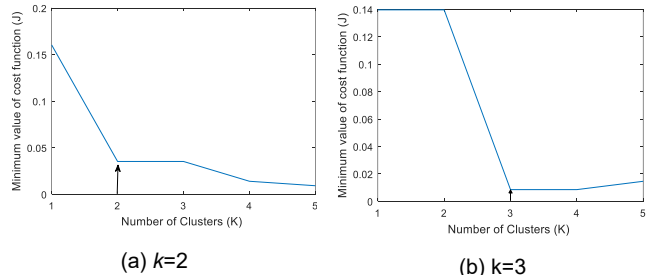 0.2
0.15
0.1
0.05
0
1 2 3 4 5
Minimum value of cost function (J)
Number of Clusters (K)
(a) k=2
0.14
0.12
0.1
0.08
0.06
0.04
0.02
0
1 2 3 4 5
Minimum value of cost function (J)
Number of Clusters (K)
(b) k=3